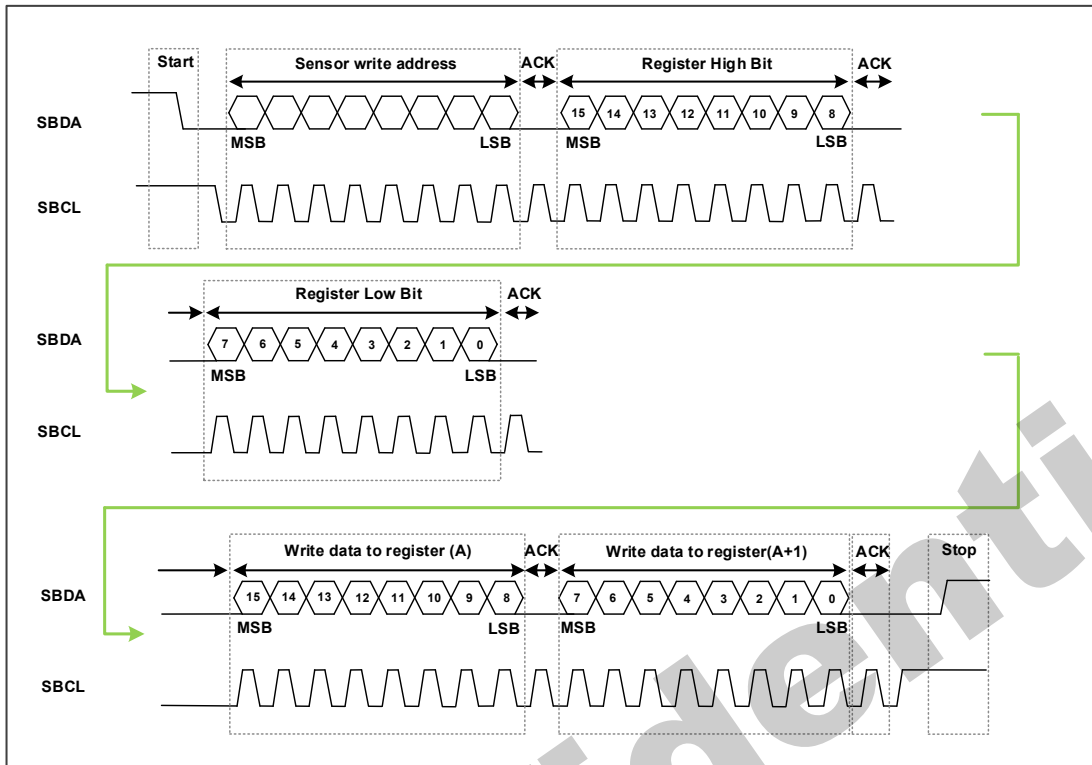 Start Sensor write address ACK Register High Bit ACK
SBDA 15 14 13 12 11 10 9 8
MSB LSB MSB LSB
SBCL
Register Low Bit ACK
SBDA 7 6 5 4 3 2 1 0
MSB LSB
SBCL
Write data to register (A) ACK Write data to register(A+1) ACK Stop
SBDA 15 14 13 12 11 10 9 8 7 6 5 4 3 2 1 0
MSB LSB MSB LSB
SBCL
identi